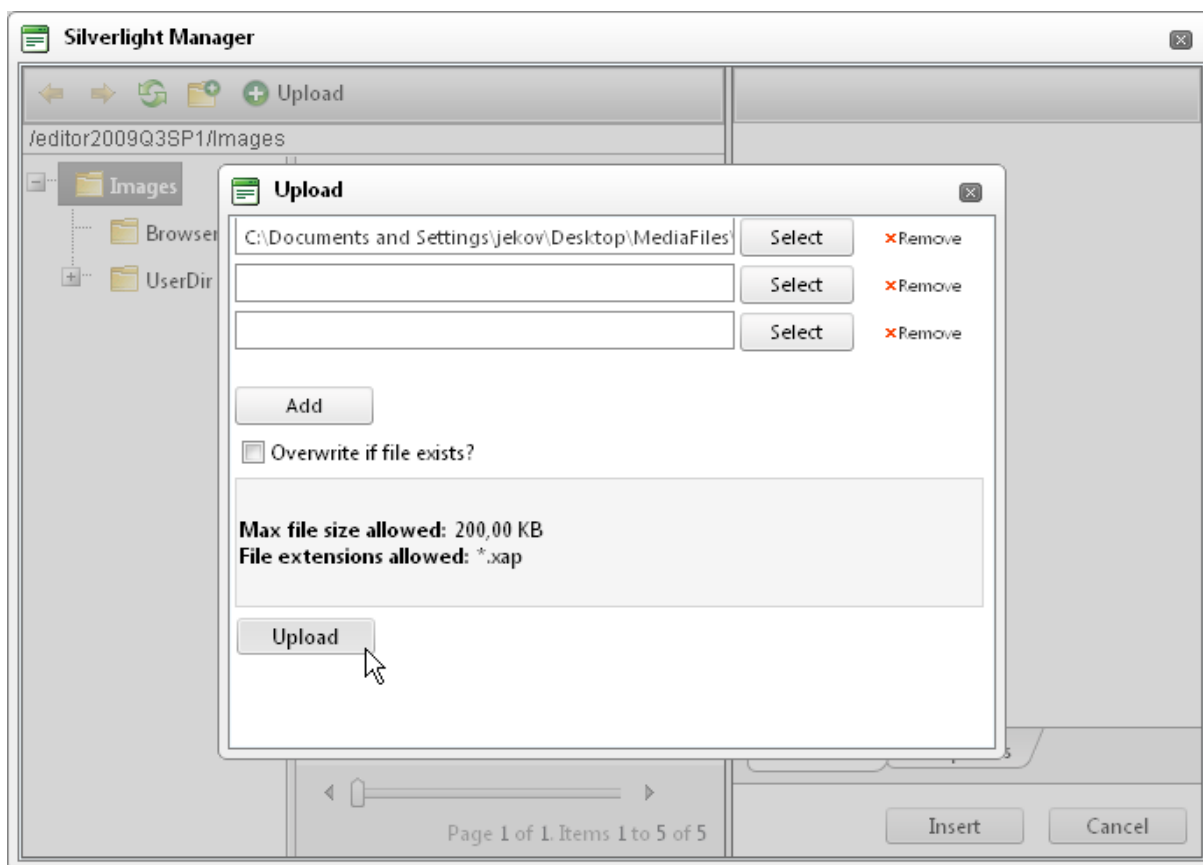 Silverlight Manager
Upload
/editor2009Q3SP1/Images
Images
Browser
UserDir
Upload
C:\Documents and Settings\jekov\Desktop\MediaFiles\ Select Remove
Select Remove
Select Remove
Add
Overwrite if file exists?
Max file size allowed: 200,00 KB
File extensions allowed: *.xap
Upload
Page 1 of 1. Items 1 to 5 of 5
Insert Cancel